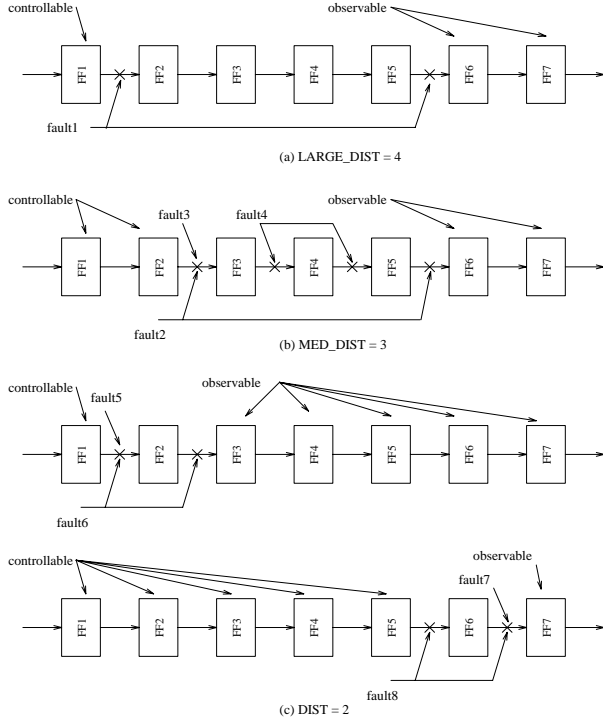 controllable
observable
FF1
FF2
FF3
FF4
FF5
FF6
FF7
fault1
(a) LARGE_DIST = 4
controllable
observable
fault3
fault4
FF1
FF2
FF3
FF4
FF5
FF6
FF7
fault2
(b) MED_DIST = 3
controllable
observable
fault5
FF1
FF2
FF3
FF4
FF5
FF6
FF7
fault6
controllable
observable
fault7
FF1
FF2
FF3
FF4
FF5
FF6
FF7
fault8
(c) DIST = 2